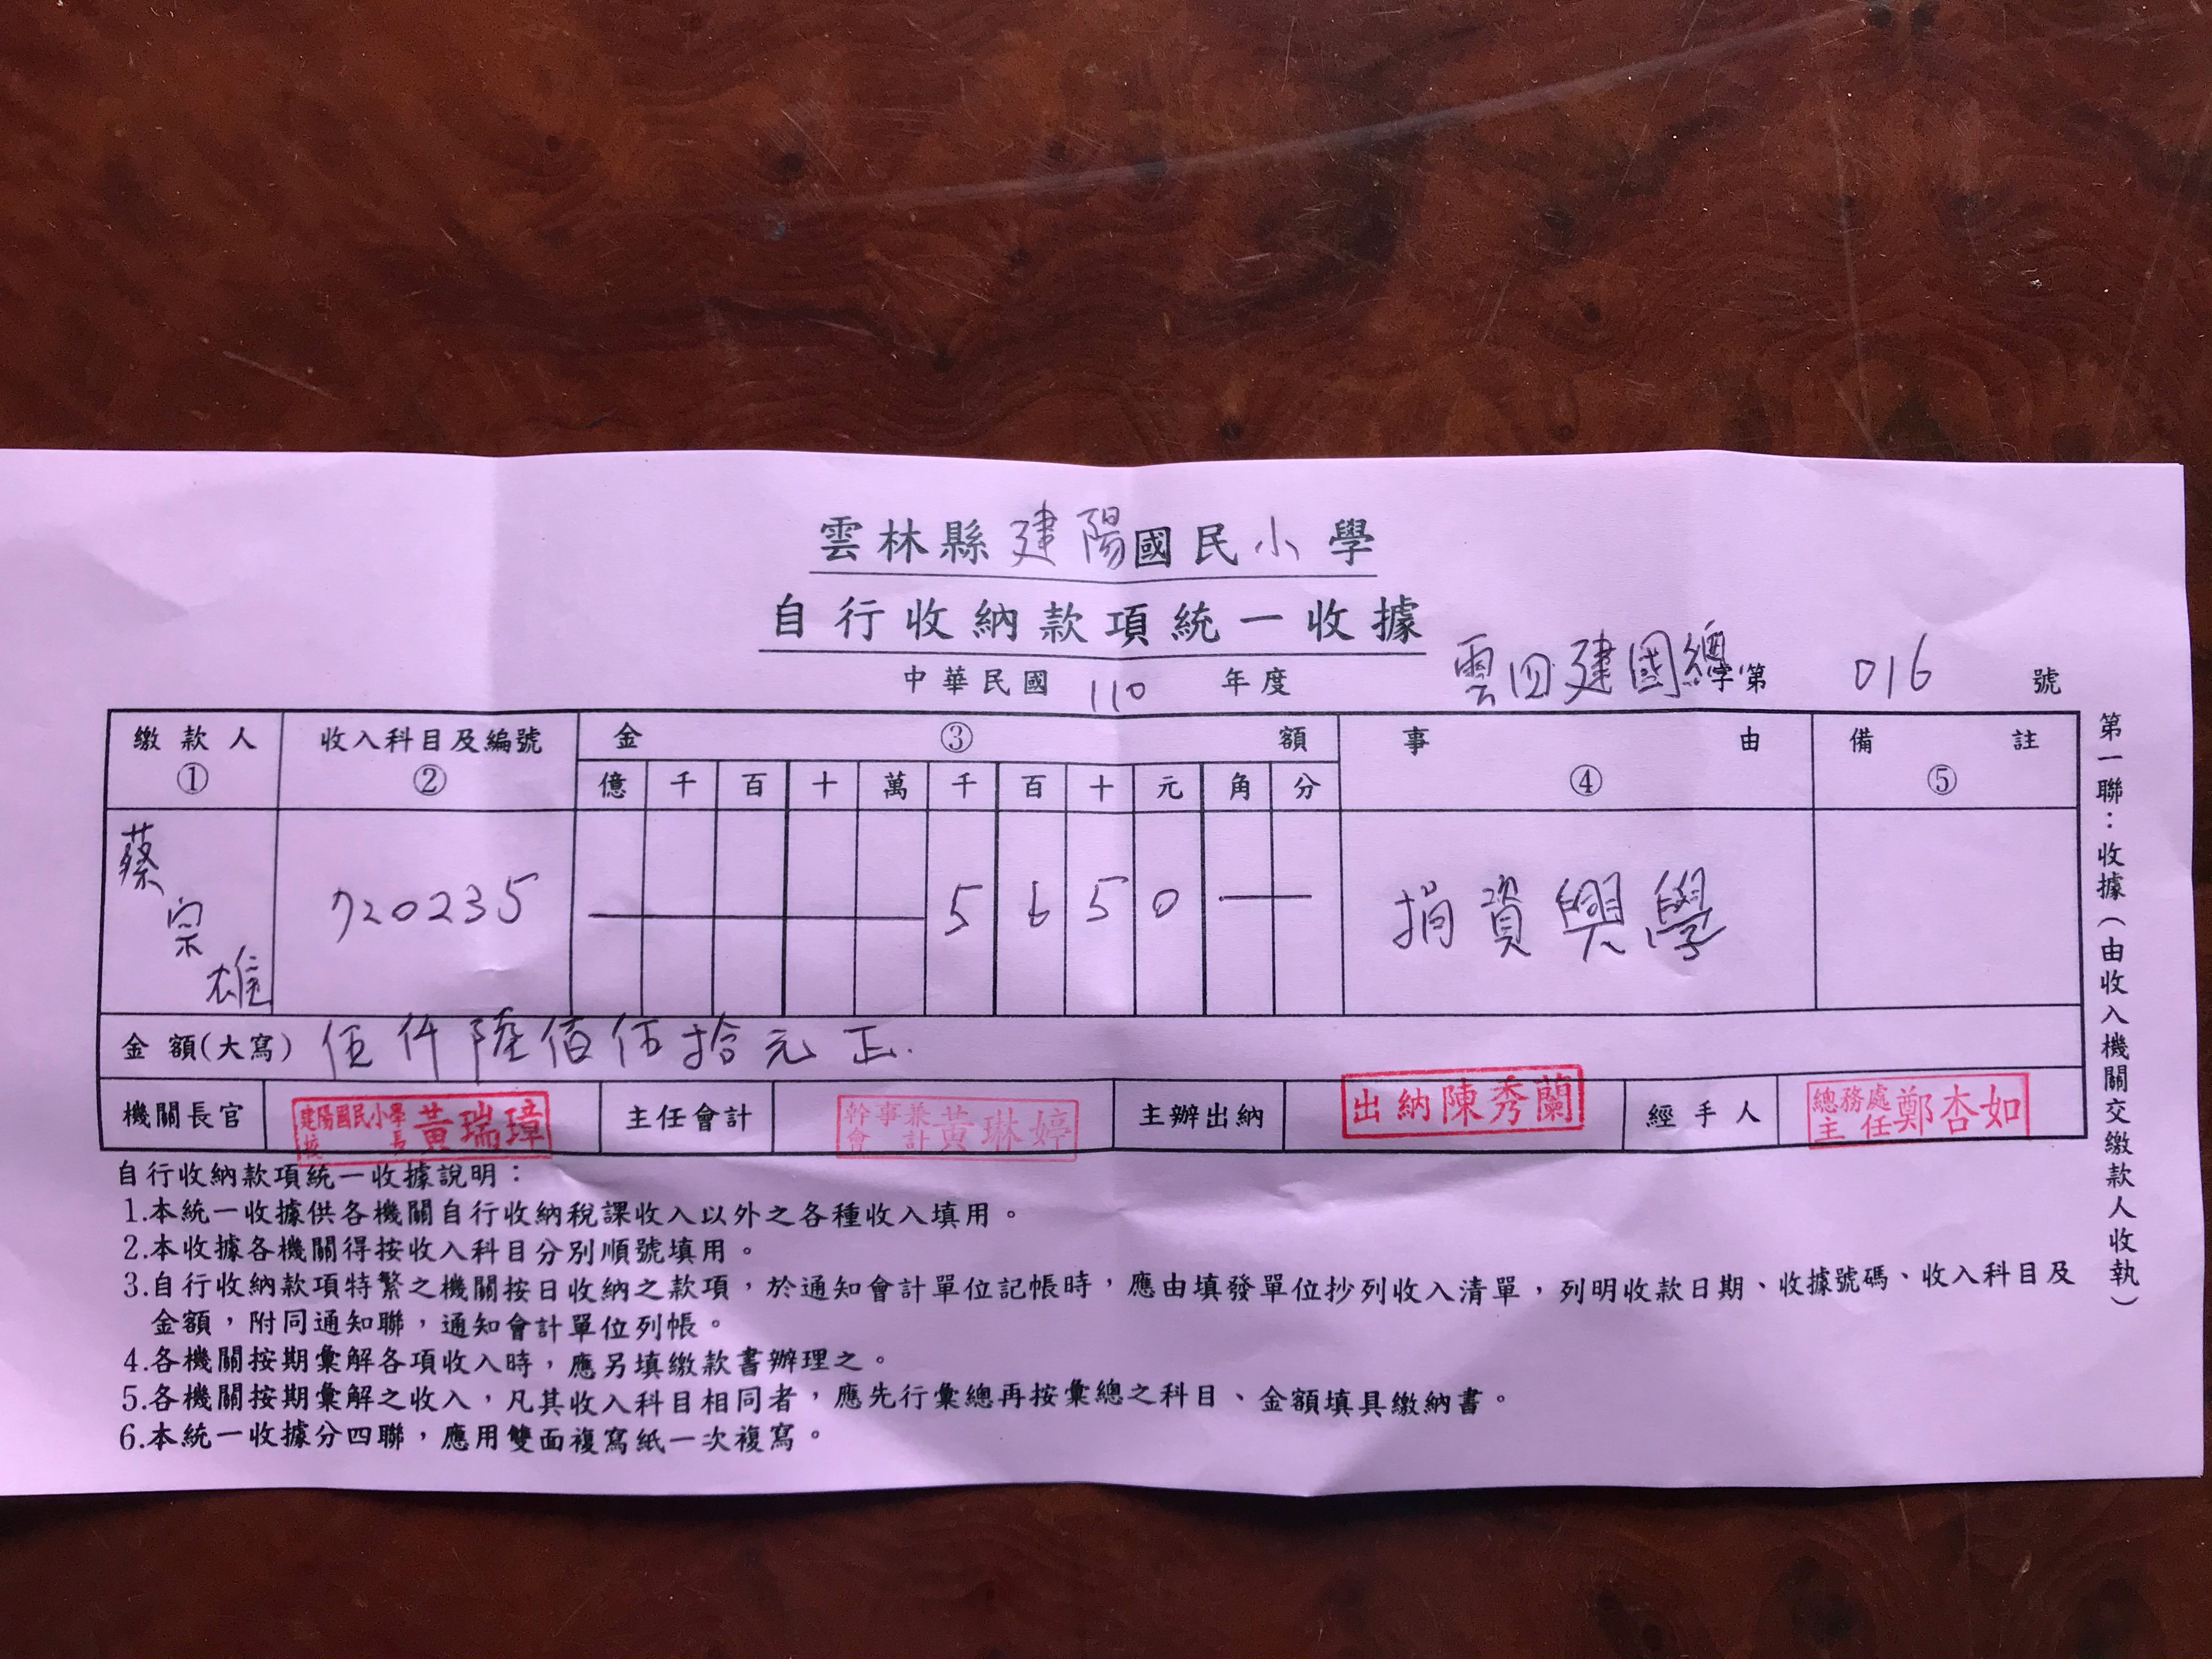 雲林縣建陽國民小學
自行收納款項統一收據
中華民國 110 年度 雲四建國總字第 016 號
繳款人 ① 收入科目及編號 ② 金 ③ 額 事由 ④ 備註 ⑤
億 千 百 十 萬 千 百 十 元 角 分
蔡宗雄 720235 5 6 5 0 捐資興學
金額(大寫) 伍仟陸佰伍拾元正.
機關長官 建陽國民小學校長黃瑞璋 主任會計 幹事兼會計黃琳婷 主辦出納 出納陳秀蘭 經手人 總務處主任鄭杏如
自行收納款項統一收據說明：
1.本統一收據供各機關自行收納稅課收入以外之各種收入填用。
2.本收據各機關得按收入科目分別順號填用。
3.自行收納款項特繁之機關按日收納之款項，於通知會計單位記帳時，應由填發單位抄列收入清單，列明收款日期、收據號碼、收入科目及
金額，附同通知聯，通知會計單位列帳。
4.各機關按期彙解各項收入時，應另填繳款書辦理之。
5.各機關按期彙解之收入，凡其收入科目相同者，應先行彙總再按彙總之科目、金額填具繳納書。
6.本統一收據分四聯，應用雙面複寫紙一次複寫。
第一聯：收據（由收入機關交繳款人收執）